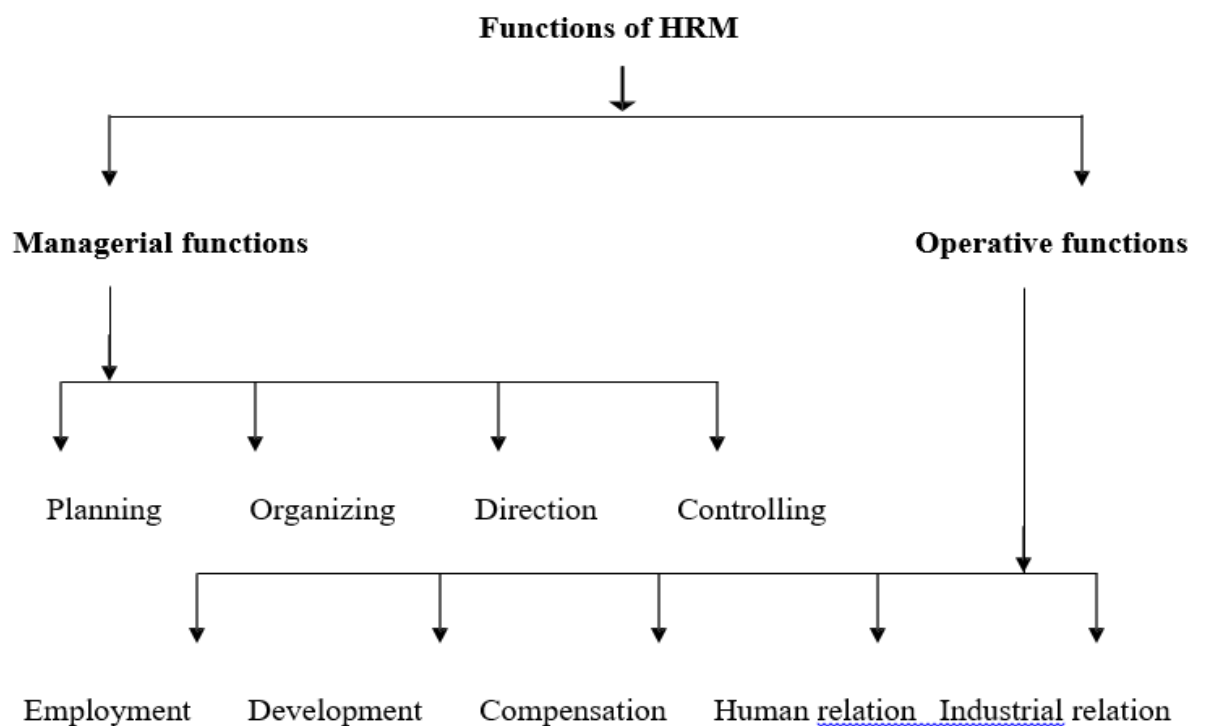 Functions of HRM
Managerial functions Operative functions
Planning Organizing Direction Controlling
Employment Development Compensation Human relation Industrial relation